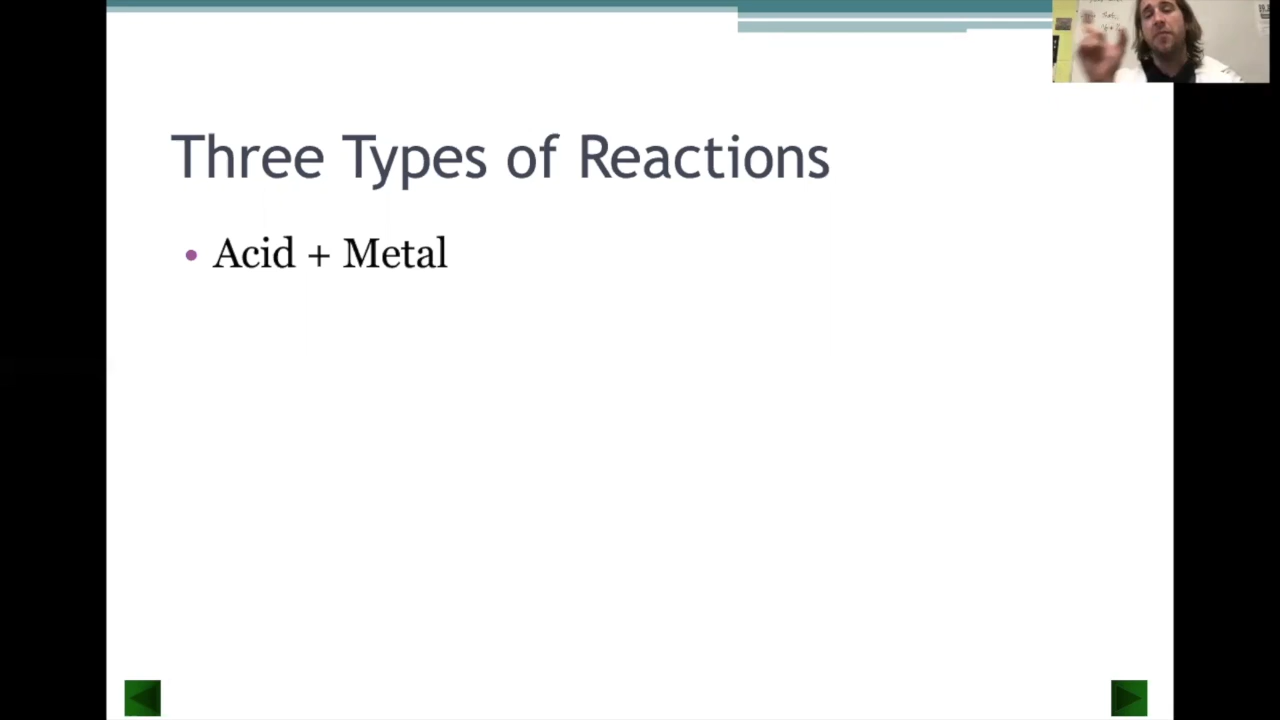 Three Types of Reactions
• Acid + Metal